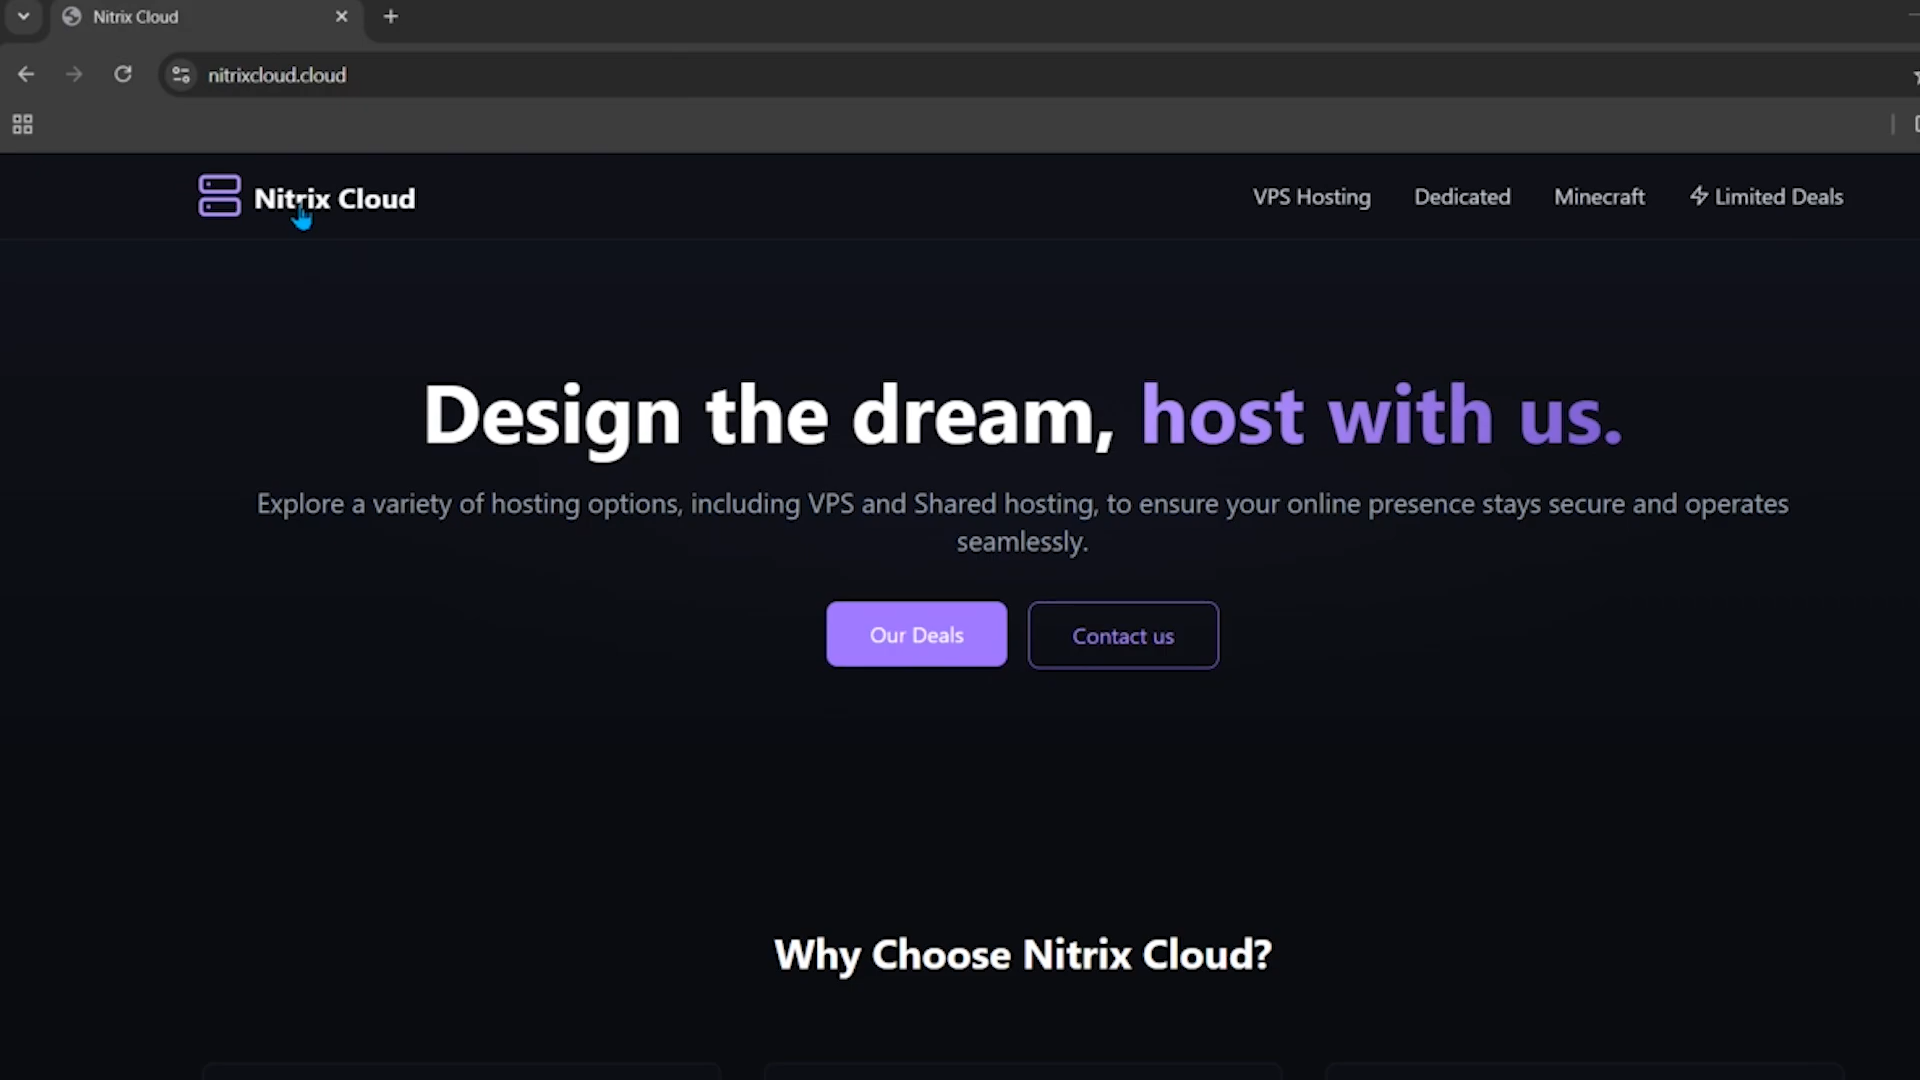 Nitrix Cloud
nitrixcloud.cloud
Nitrix Cloud
VPS Hosting
Dedicated
Minecraft
Limited Deals
Design the dream, host with us.
Explore a variety of hosting options, including VPS and Shared hosting, to ensure your online presence stays secure and operates
seamlessly.
Our Deals
Contact us
Why Choose Nitrix Cloud?